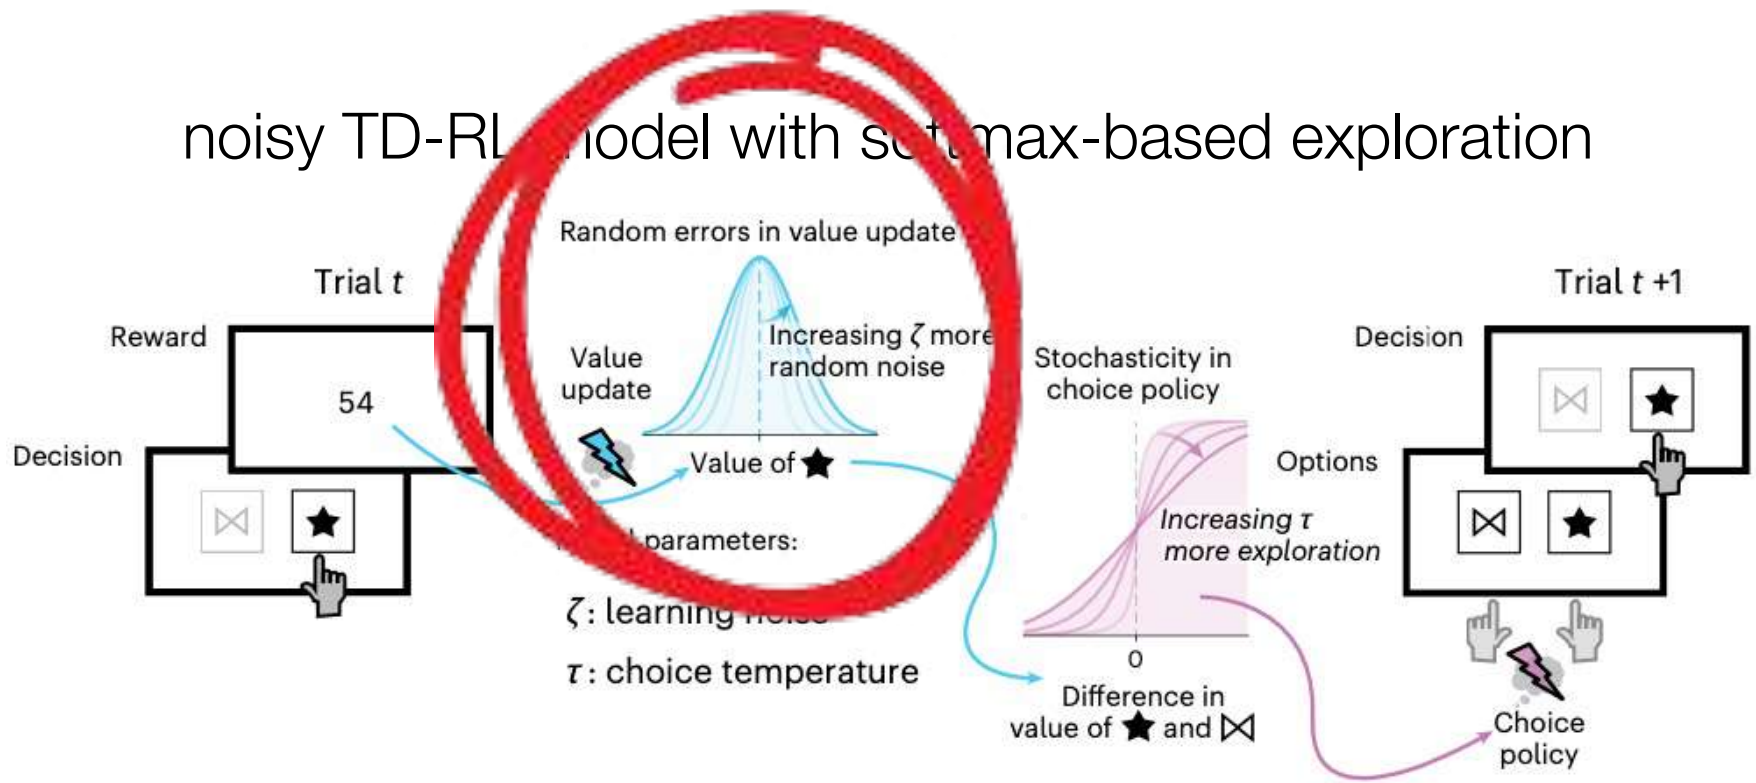 noisy TD-RL model with softmax-based exploration
Random errors in value update
Trial t
Reward
54
Decision
Value
update
Increasing ζ more
random noise
Value of
parameters:
ζ: learning noise
τ: choice temperature
Stochasticity in
choice policy
Increasing τ
more exploration
0
Difference in
value of ★ and ⋈
Trial t +1
Decision
Options
Choice
policy